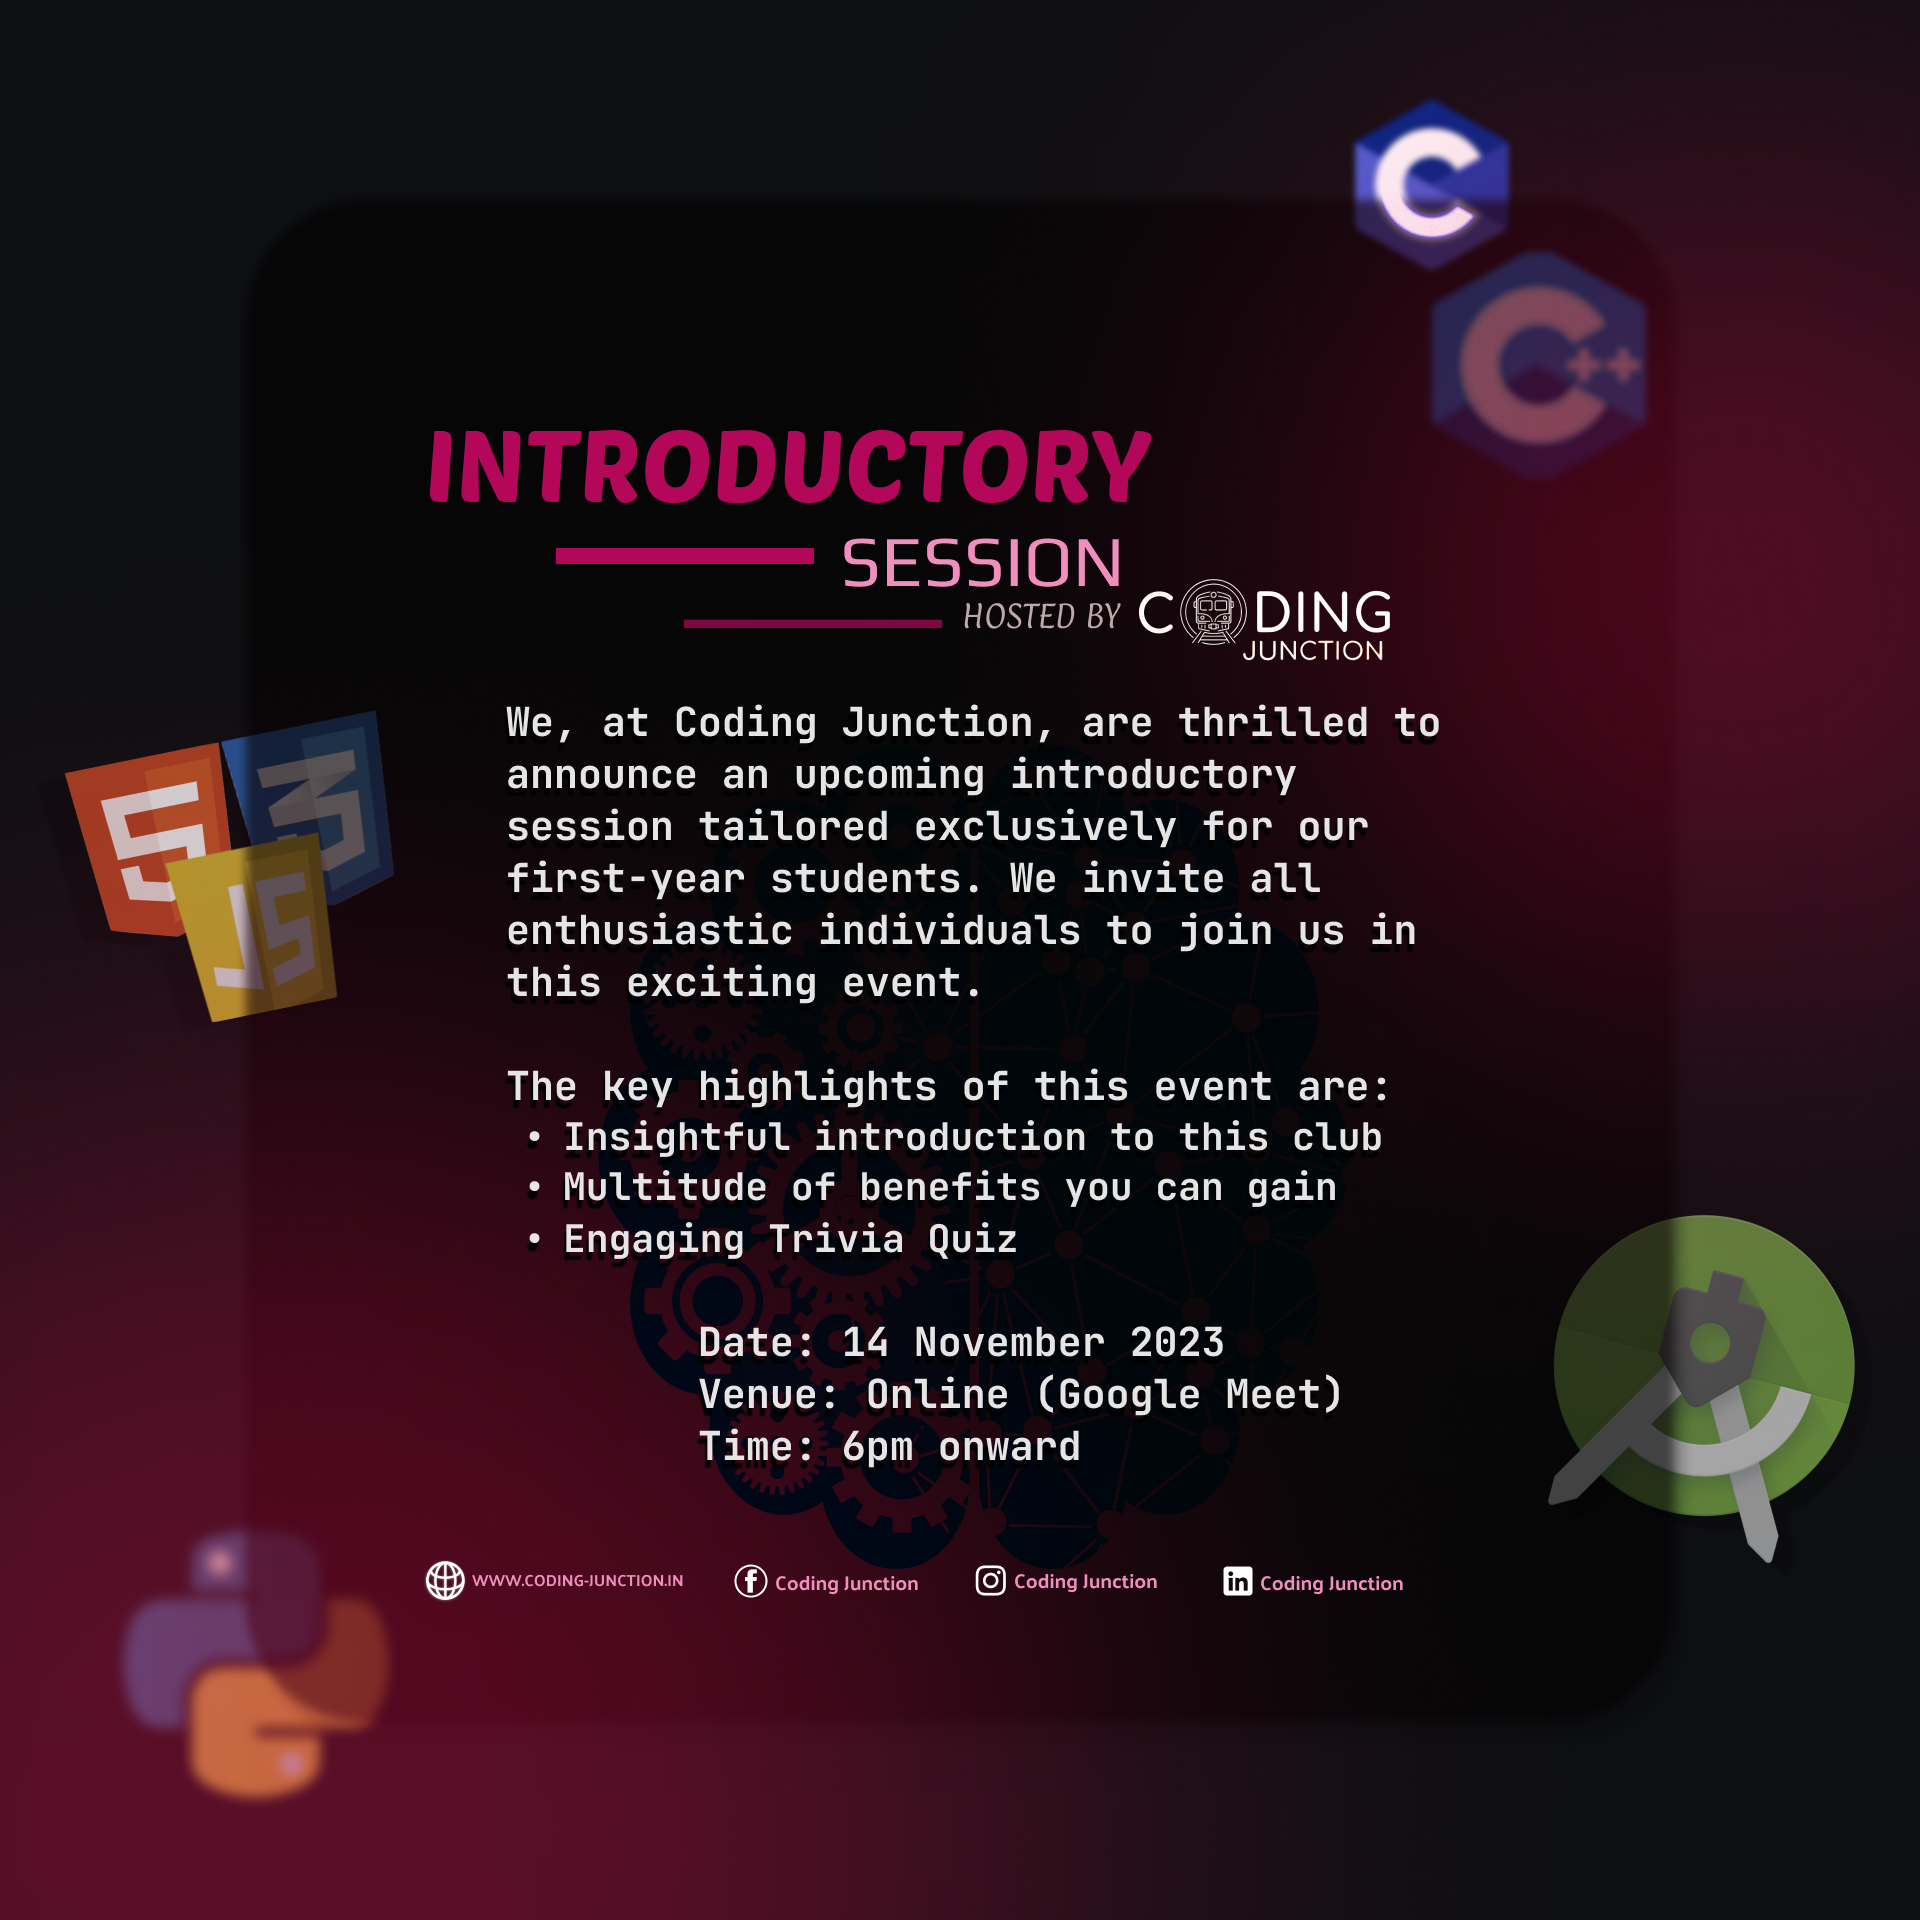 C
C++
INTRODUCTORY
SESSION
HOSTED BY CODING
JUNCTION
We, at Coding Junction, are thrilled to
announce an upcoming introductory
session tailored exclusively for our
first-year students. We invite all
enthusiastic individuals to join us in
this exciting event.
JS
The key highlights of this event are:
• Insightful introduction to this club
• Multitude of benefits you can gain
• Engaging Trivia Quiz
Date: 14 November 2023
Venue: Online (Google Meet)
Time: 6pm onward
WWW.CODING-JUNCTION.IN
Coding Junction
Coding Junction
Coding Junction